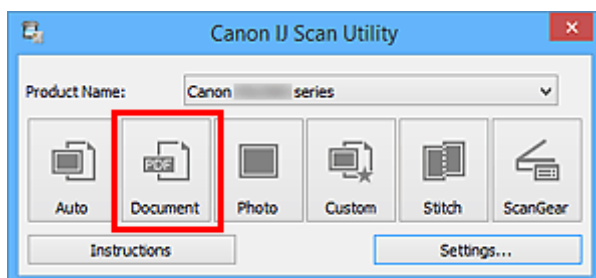 Canon IJ Scan Utility
Product Name: Canon series
PDF
Auto Document Photo Custom Stitch ScanGear
Instructions Settings...